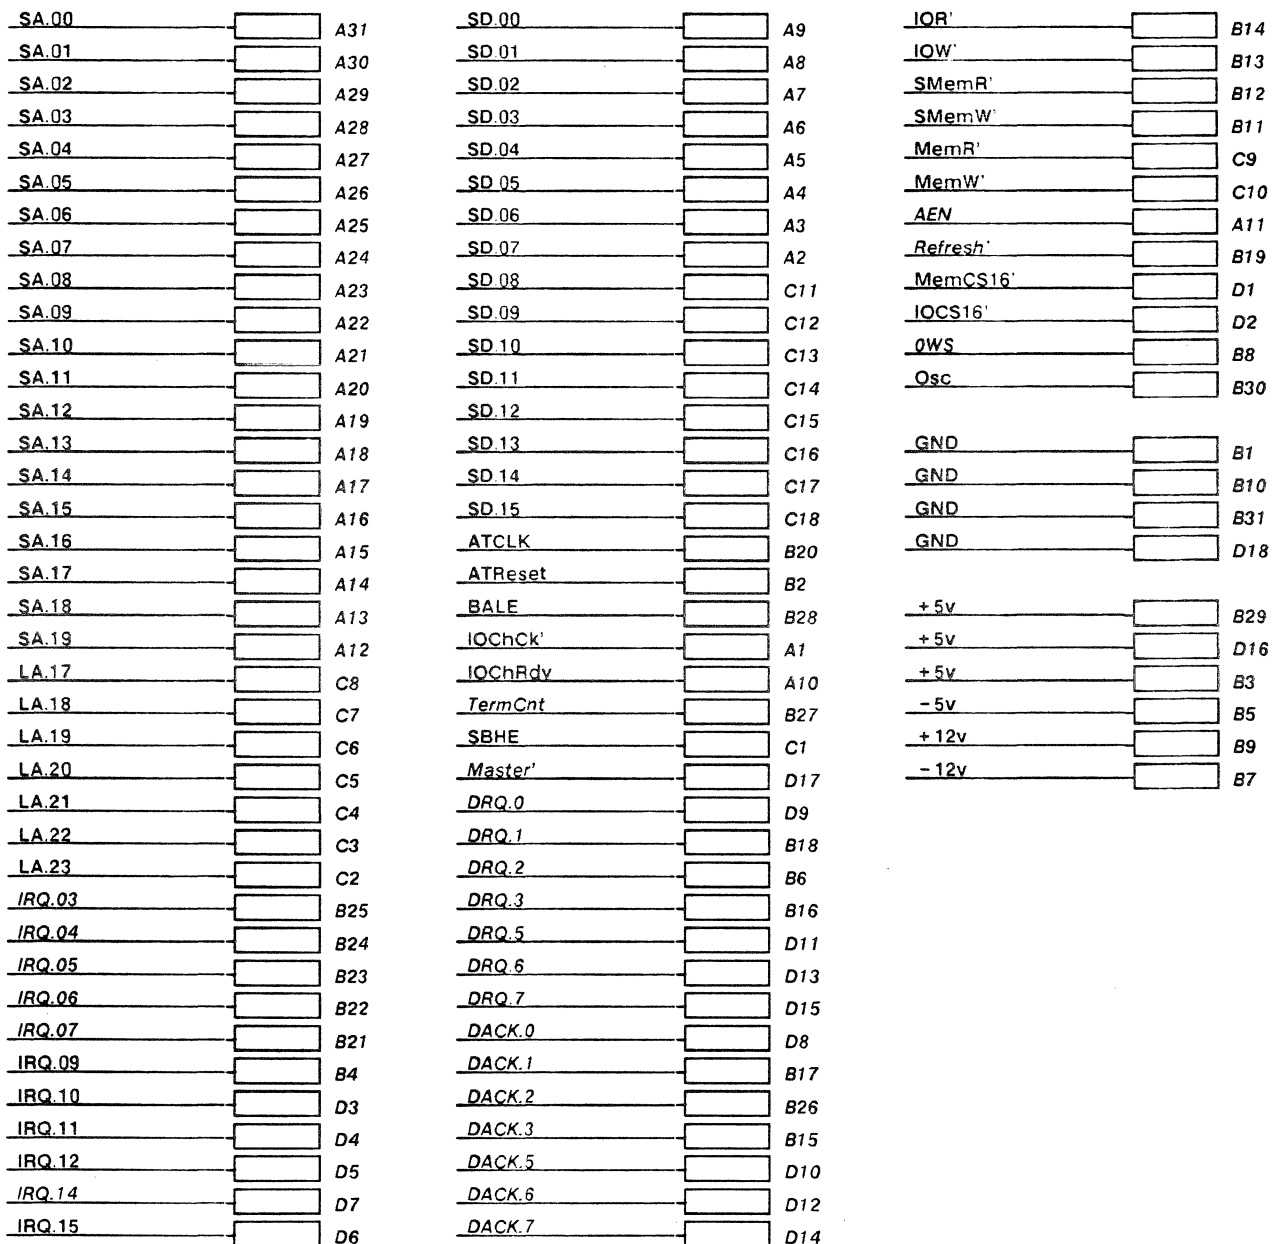 SA.00 A31
SA.01 A30
SA.02 A29
SA.03 A28
SA.04 A27
SA.05 A26
SA.06 A25
SA.07 A24
SA.08 A23
SA.09 A22
SA.10 A21
SA.11 A20
SA.12 A19
SA.13 A18
SA.14 A17
SA.15 A16
SA.16 A15
SA.17 A14
SA.18 A13
SA.19 A12
LA.17 C8
LA.18 C7
LA.19 C6
LA.20 C5
LA.21 C4
LA.22 C3
LA.23 C2
IRQ.03 B25
IRQ.04 B24
IRQ.05 B23
IRQ.06 B22
IRQ.07 B21
IRQ.09 B4
IRQ.10 D3
IRQ.11 D4
IRQ.12 D5
IRQ.14 D7
IRQ.15 D6
SD.00 A9
SD.01 A8
SD.02 A7
SD.03 A6
SD.04 A5
SD.05 A4
SD.06 A3
SD.07 A2
SD.08 C11
SD.09 C12
SD.10 C13
SD.11 C14
SD.12 C15
SD.13 C16
SD.14 C17
SD.15 C18
ATCLK B20
ATReset B2
BALE B28
IOChCk' A1
IOChRdy A10
TermCnt B27
SBHE C1
Master' D17
DRQ.0 D9
DRQ.1 B18
DRQ.2 B6
DRQ.3 B16
DRQ.5 D11
DRQ.6 D13
DRQ.7 D15
DACK.0 D8
DACK.1 B17
DACK.2 B26
DACK.3 B15
DACK.5 D10
DACK.6 D12
DACK.7 D14
IOR' B14
IOW' B13
SMemR' B12
SMemW' B11
MemR' C9
MemW' C10
AEN A11
Refresh' B19
MemCS16' D1
IOCS16' D2
0WS B8
Osc B30
GND B1
GND B10
GND B31
GND D18
+5v B29
+5v D16
+5v B3
-5v B5
+12v B9
-12v B7